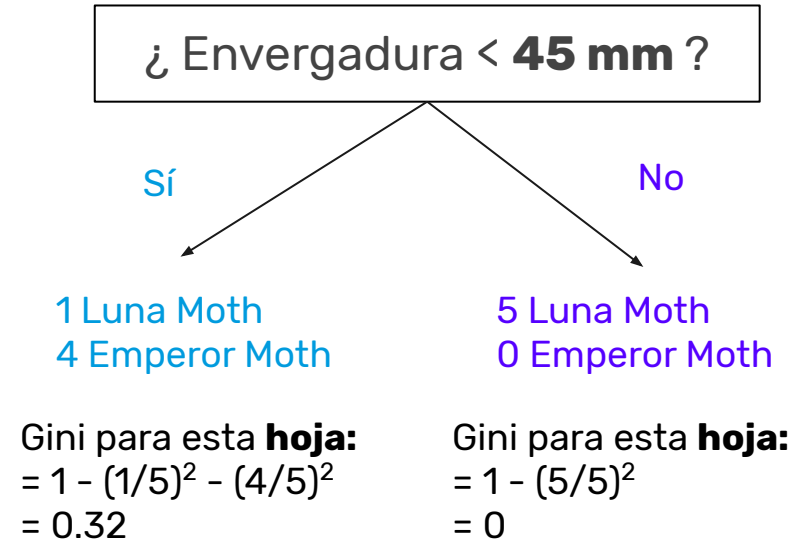 ¿ Envergadura < 45 mm ?
Sí
No
1 Luna Moth
4 Emperor Moth
5 Luna Moth
0 Emperor Moth
Gini para esta hoja:
= 1 - (1/5)² - (4/5)²
= 0.32
Gini para esta hoja:
= 1 - (5/5)²
= 0